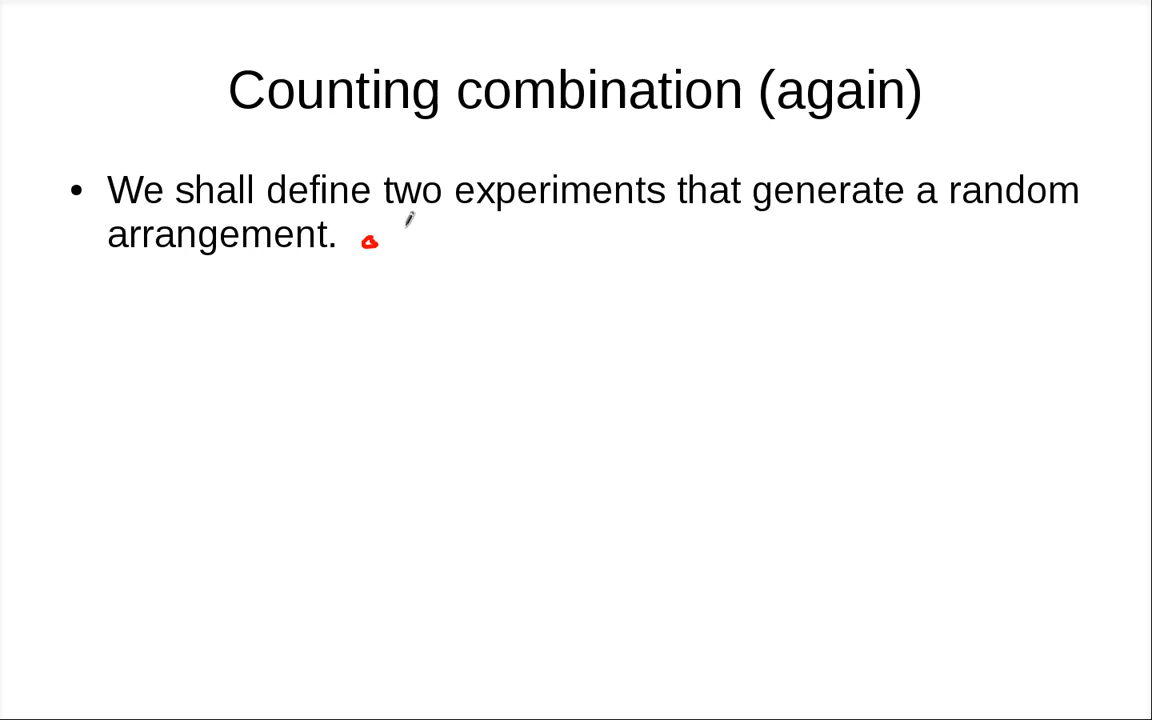 Counting combination (again)
• We shall define two experiments that generate a random
arrangement.